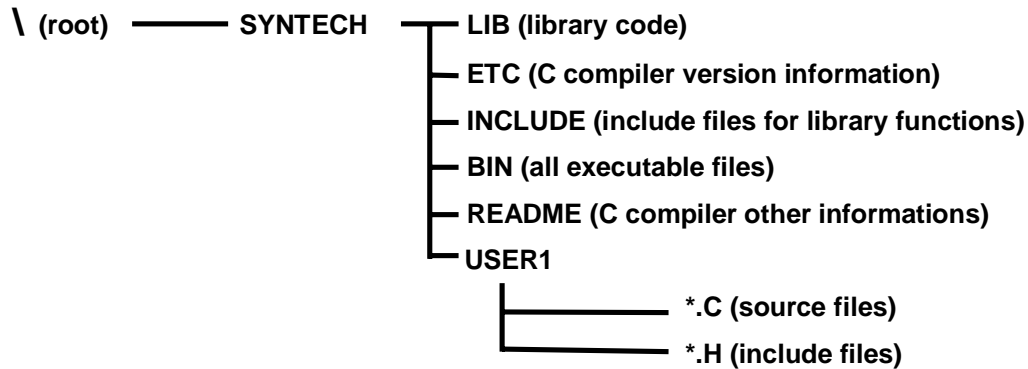 \ (root) SYNTECH LIB (library code)
ETC (C compiler version information)
INCLUDE (include files for library functions)
BIN (all executable files)
README (C compiler other informations)
USER1
*.C (source files)
*.H (include files)